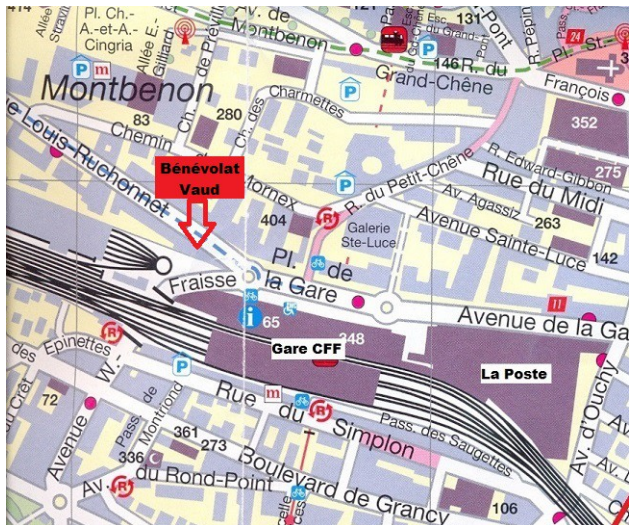 414
Pl. Ch.-
A.-et-A.-
Cingria
Allée E.-
Gilliard
Av. de
Montbenon
131
146
R. du
Grand-Chêne
24
François
Montbenon
m
P
83
280
Chemin
Ch. des
Charmettes
352
275
R. Edward-Gibbon
Rue du Midi
Louis-Ruchonnet
Bénévolat
Vaud
Mornex
404
R. du Petit-Chêne
Av. Agassiz
263
142
Avenue Sainte-Luce
Galerie
Ste-Luce
Pl. de
la Gare
Fraisse
11
Avenue de la Ga
i
65
348
Gare CFF
La Poste
Epinettes
des
W.-
P
72
Avenue
Pass. de
Montriond
m
Rue du Simplon
Pass. des Saugettes
Av. d'Ouchy
361
273
336
Av. du Rond-Point
Boulevard de Grancy
106